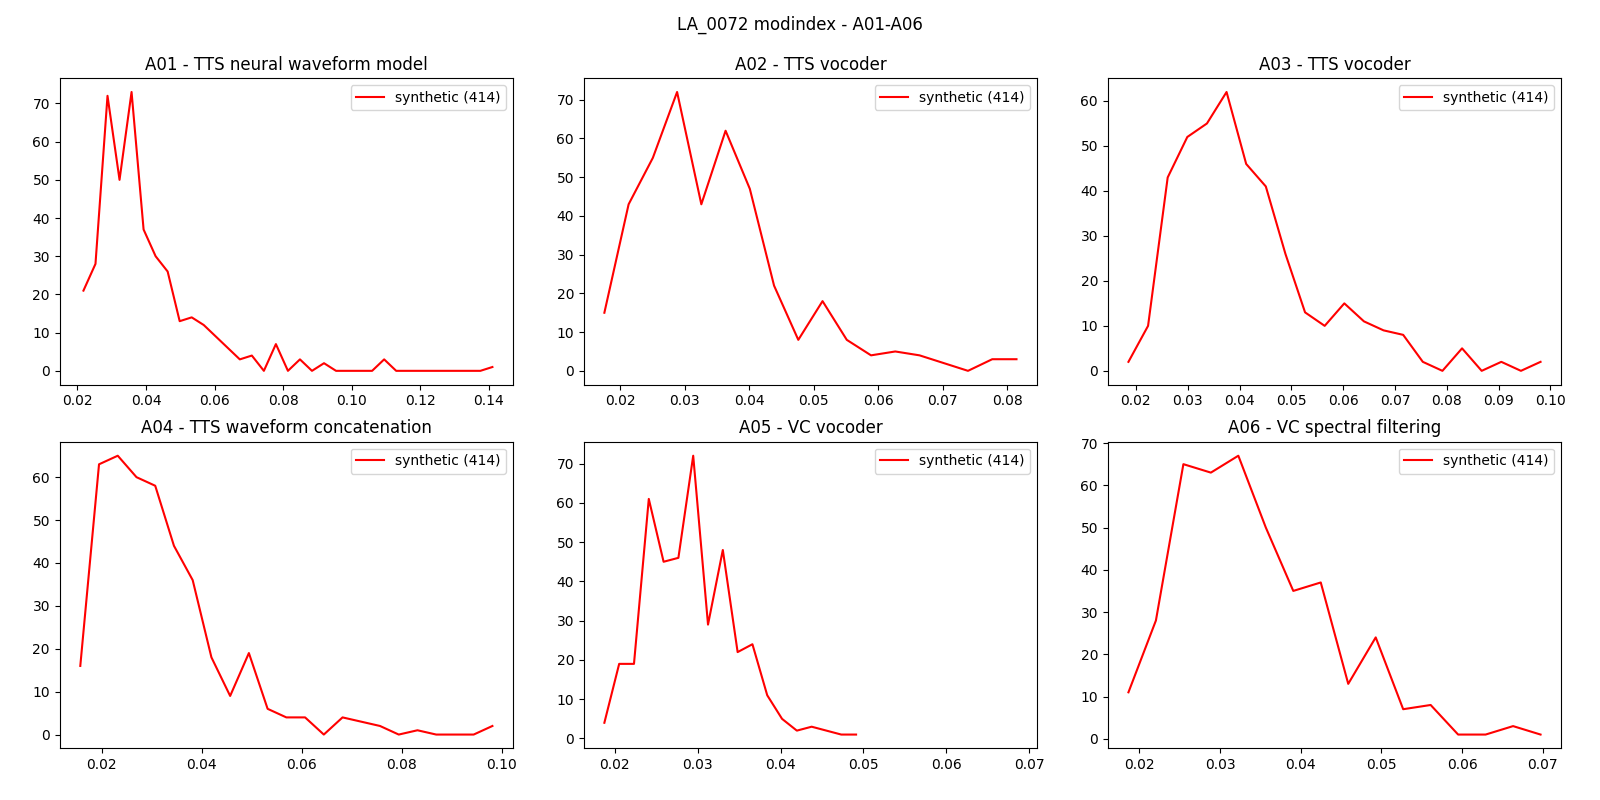 LA_0072 modindex - A01-A06
A01 - TTS neural waveform model
synthetic (414)
70
60
50
40
30
20
10
0
0.02 0.04 0.06 0.08 0.10 0.12 0.14
A02 - TTS vocoder
synthetic (414)
70
60
50
40
30
20
10
0
0.02 0.03 0.04 0.05 0.06 0.07 0.08
A03 - TTS vocoder
synthetic (414)
60
50
40
30
20
10
0
0.02 0.03 0.04 0.05 0.06 0.07 0.08 0.09 0.10
A04 - TTS waveform concatenation
synthetic (414)
60
50
40
30
20
10
0
0.02 0.04 0.06 0.08 0.10
A05 - VC vocoder
synthetic (414)
70
60
50
40
30
20
10
0
0.02 0.03 0.04 0.05 0.06 0.07
A06 - VC spectral filtering
synthetic (414)
70
60
50
40
30
20
10
0
0.02 0.03 0.04 0.05 0.06 0.07